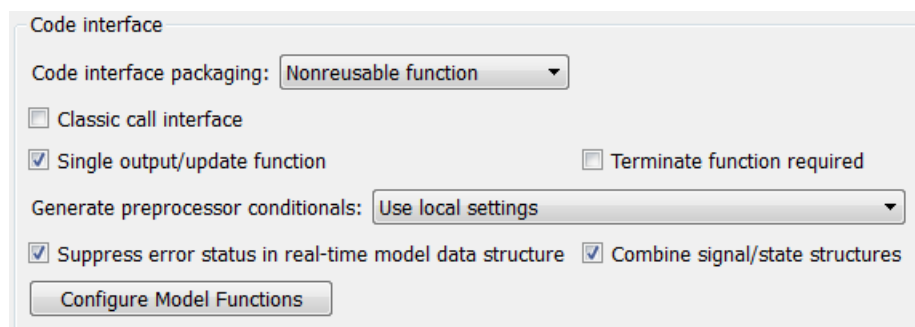 Code interface
Code interface packaging: Nonreusable function
Classic call interface
Single output/update function Terminate function required
Generate preprocessor conditionals: Use local settings
Suppress error status in real-time model data structure Combine signal/state structures
Configure Model Functions